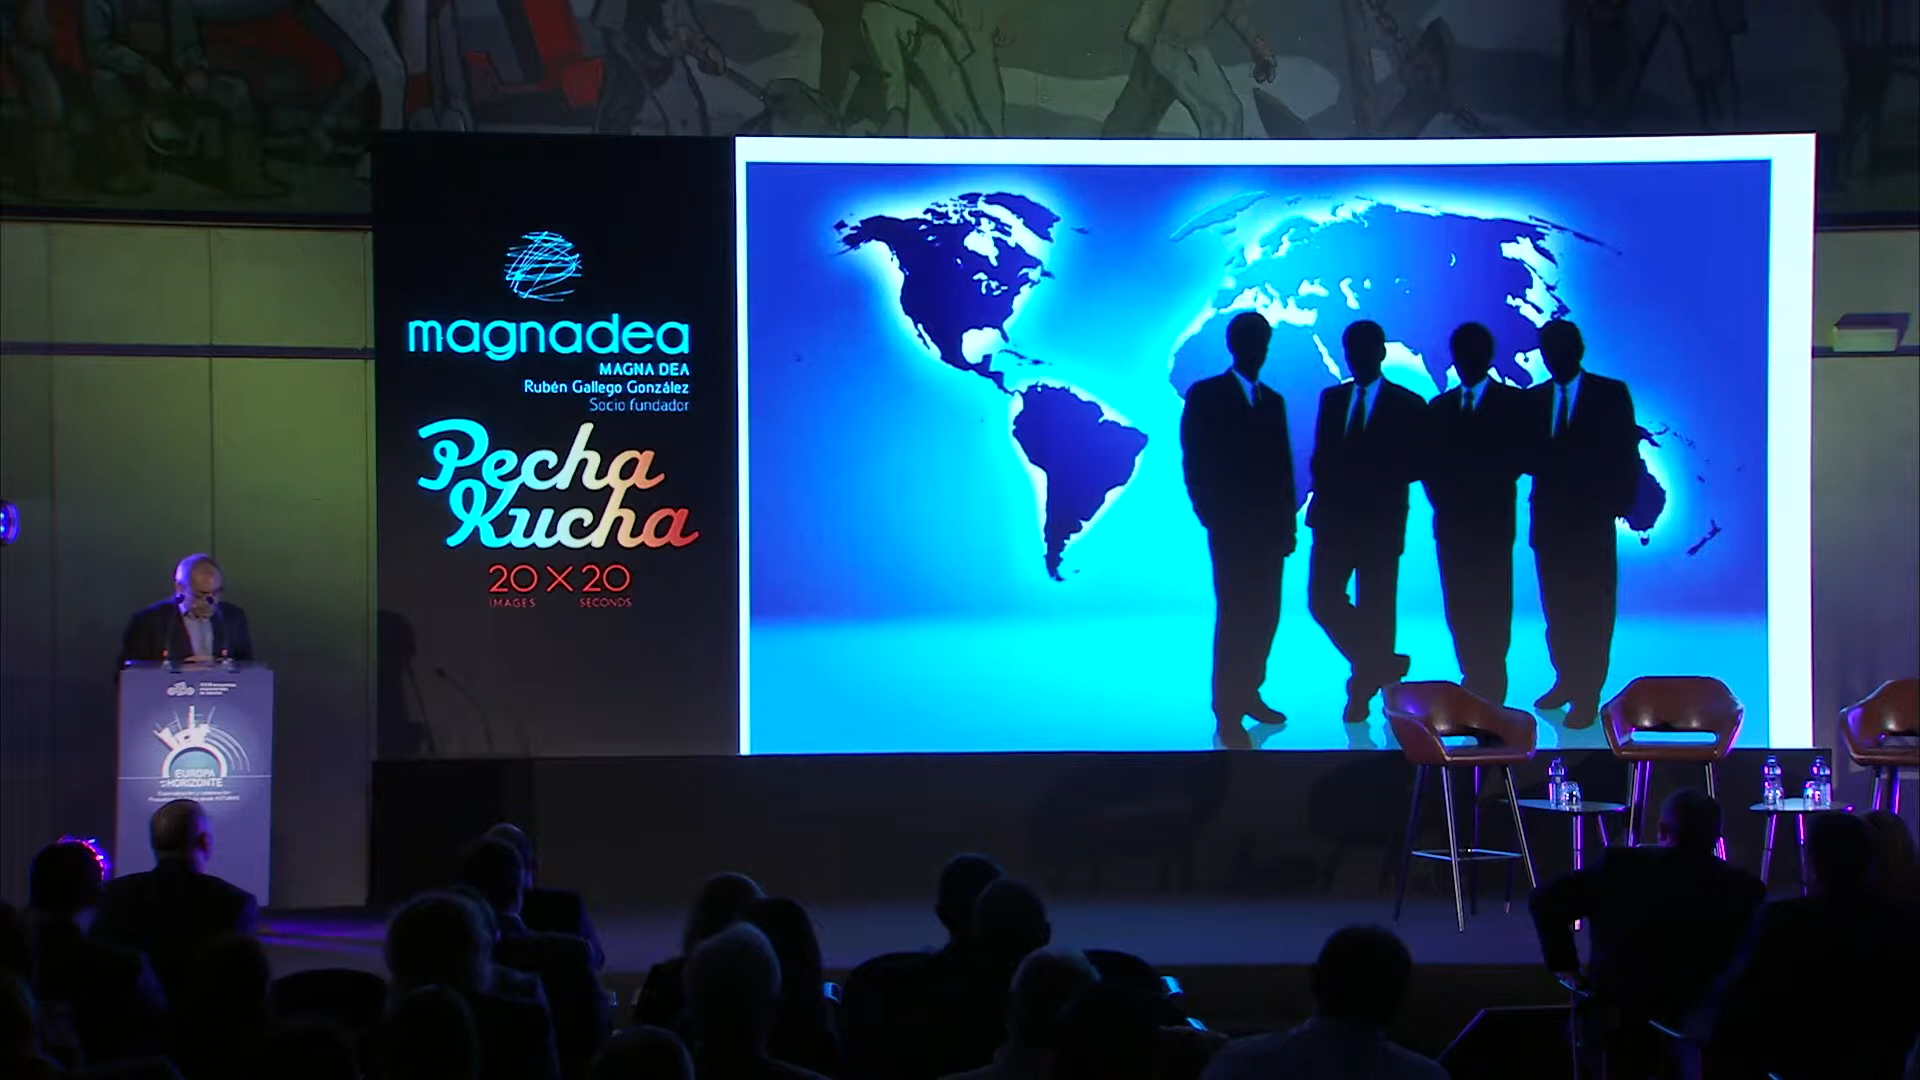 magnadea
MAGNA DEA
Rubén Gallego González
Socio fundador
Pecha
Kucha
20 X 20
IMAGES SECONDS
EUROPA
HORIZONTE